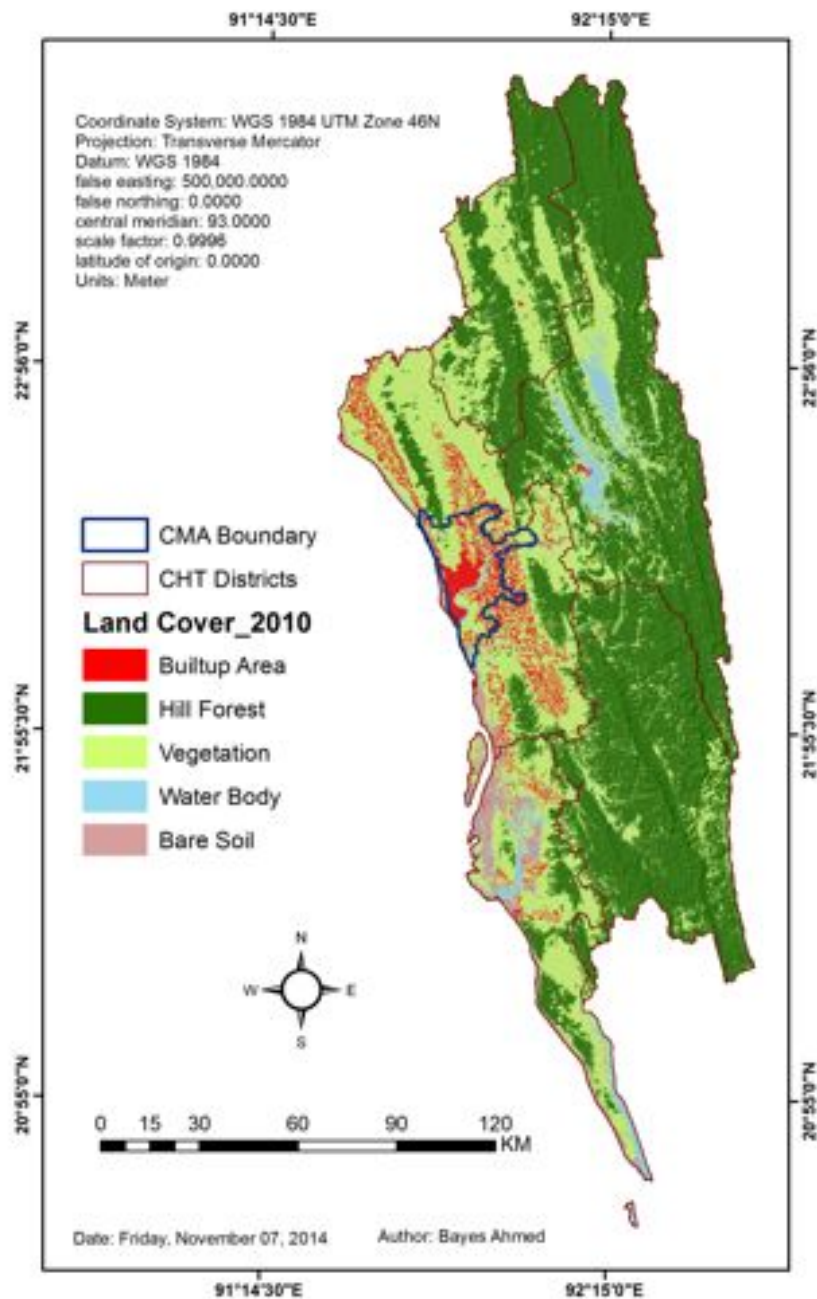 91°14'30"E
92°15'0"E
Coordinate System: WGS 1984 UTM Zone 46N
Projection: Transverse Mercator
Datum: WGS 1984
false easting: 500,000.0000
false northing: 0.0000
central meridian: 93.0000
scale factor: 0.9996
latitude of origin: 0.0000
Units: Meter
22°56'0"N
22°56'0"N
CMA Boundary
CHT Districts
Land Cover_2010
Builtup Area
Hill Forest
Vegetation
Water Body
Bare Soil
21°55'30"N
21°55'30"N
N
W
E
S
20°55'0"N
20°55'0"N
0 15 30 60 90 120
KM
Date: Friday, November 07, 2014
Author: Bayes Ahmed
91°14'30"E
92°15'0"E